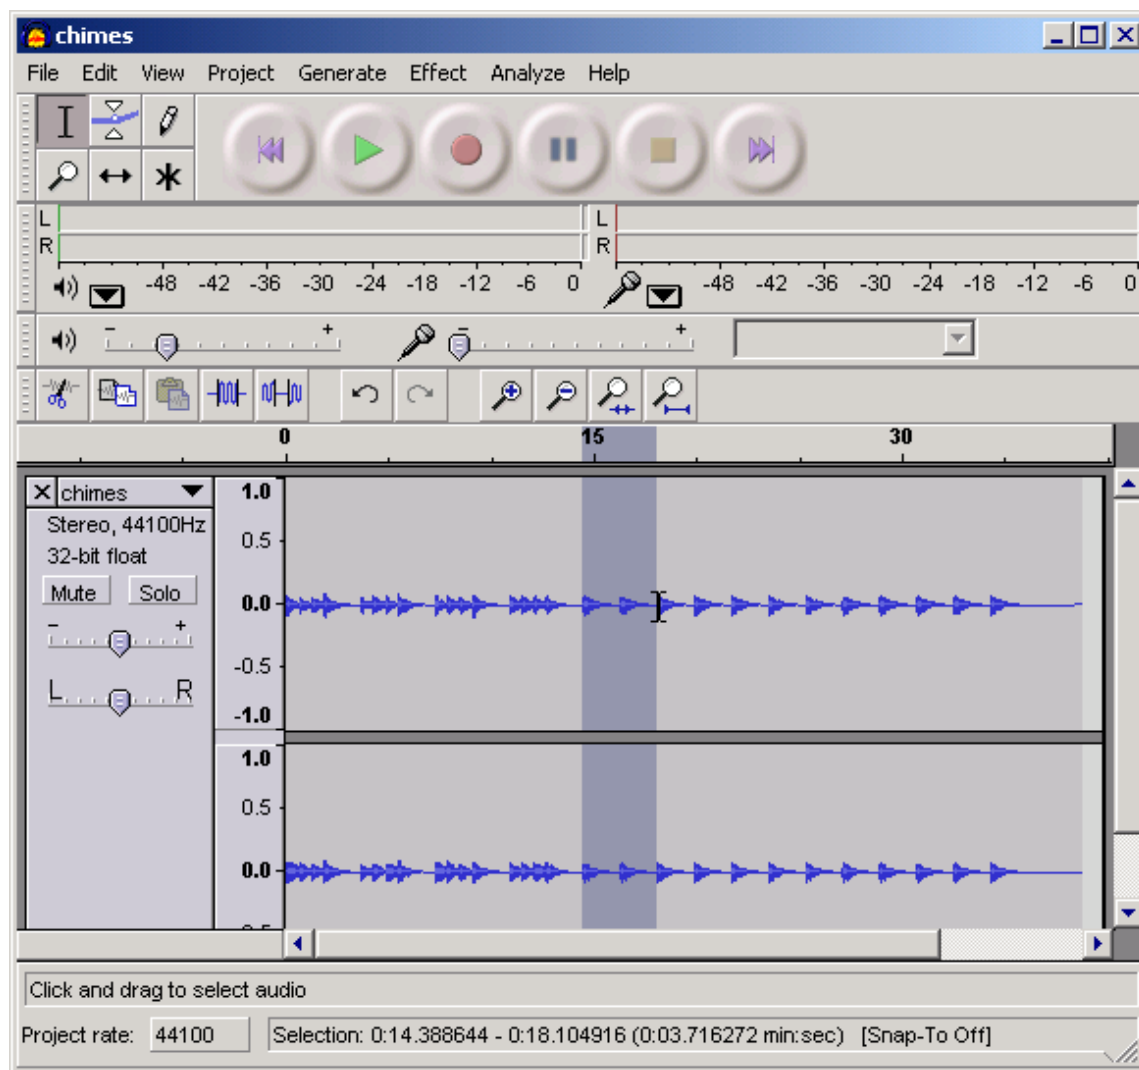 chimes
File Edit View Project Generate Effect Analyze Help
L L
R R
-48 -42 -36 -30 -24 -18 -12 -6 0 -48 -42 -36 -30 -24 -18 -12 -6 0
- + - +
0 15 30
chimes
Stereo, 44100Hz
32-bit float
Mute Solo
- +
L R
1.0
0.5
0.0
-0.5
-1.0
1.0
0.5
0.0
Click and drag to select audio
Project rate: 44100 Selection: 0:14.388644 - 0:18.104916 (0:03.716272 min:sec) [Snap-To Off]